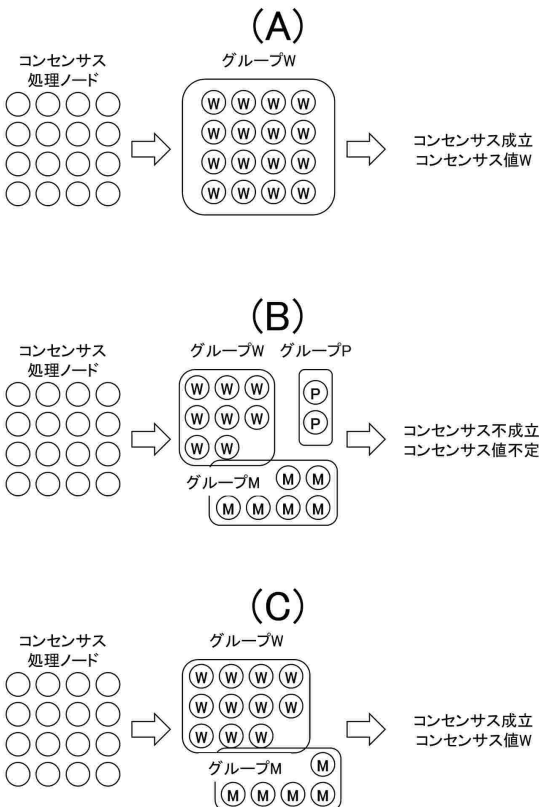 (A)
コンセンサス
処理ノード
グループW
W W W W
W W W W
W W W W
W W W W
コンセンサス成立
コンセンサス値W
(B)
コンセンサス
処理ノード
グループW グループP
W W W
W W W
W W
P
P
グループM M M
M M M M
コンセンサス不成立
コンセンサス値不定
(C)
コンセンサス
処理ノード
グループW
W W W W
W W W W
W W W
グループM M
M M M M
コンセンサス成立
コンセンサス値W